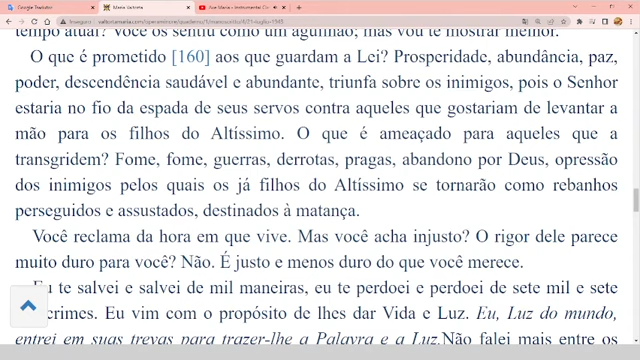 Google Tradutor
Maria Valtorta
Ave Maria - Instrumental
tempo atual? Você os sentiu como um aguilhão; mas vou te mostrar melhor.
O que é prometido [160] aos que guardam a Lei? Prosperidade, abundância, paz,
poder, descendência saudável e abundante, triunfa sobre os inimigos, pois o Senhor
estaria no fio da espada de seus servos contra aqueles que gostariam de levantar a
mão para os filhos do Altíssimo. O que é ameaçado para aqueles que a
transgridem? Fome, fome, guerras, derrotas, pragas, abandono por Deus, opressão
dos inimigos pelos quais os já filhos do Altíssimo se tornarão como rebanhos
perseguidos e assustados, destinados à matança.
Você reclama da hora em que vive. Mas você acha injusto? O rigor dele parece
muito duro para você? Não. É justo e menos duro do que você merece.
Eu te salvei e salvei de mil maneiras, eu te perdoei e perdoei de sete mil e sete
crimes. Eu vim com o propósito de lhes dar Vida e Luz. Eu, Luz do mundo,
entrei em suas trevas para trazer-lhe a Palavra e a Luz.Não falei mais entre os